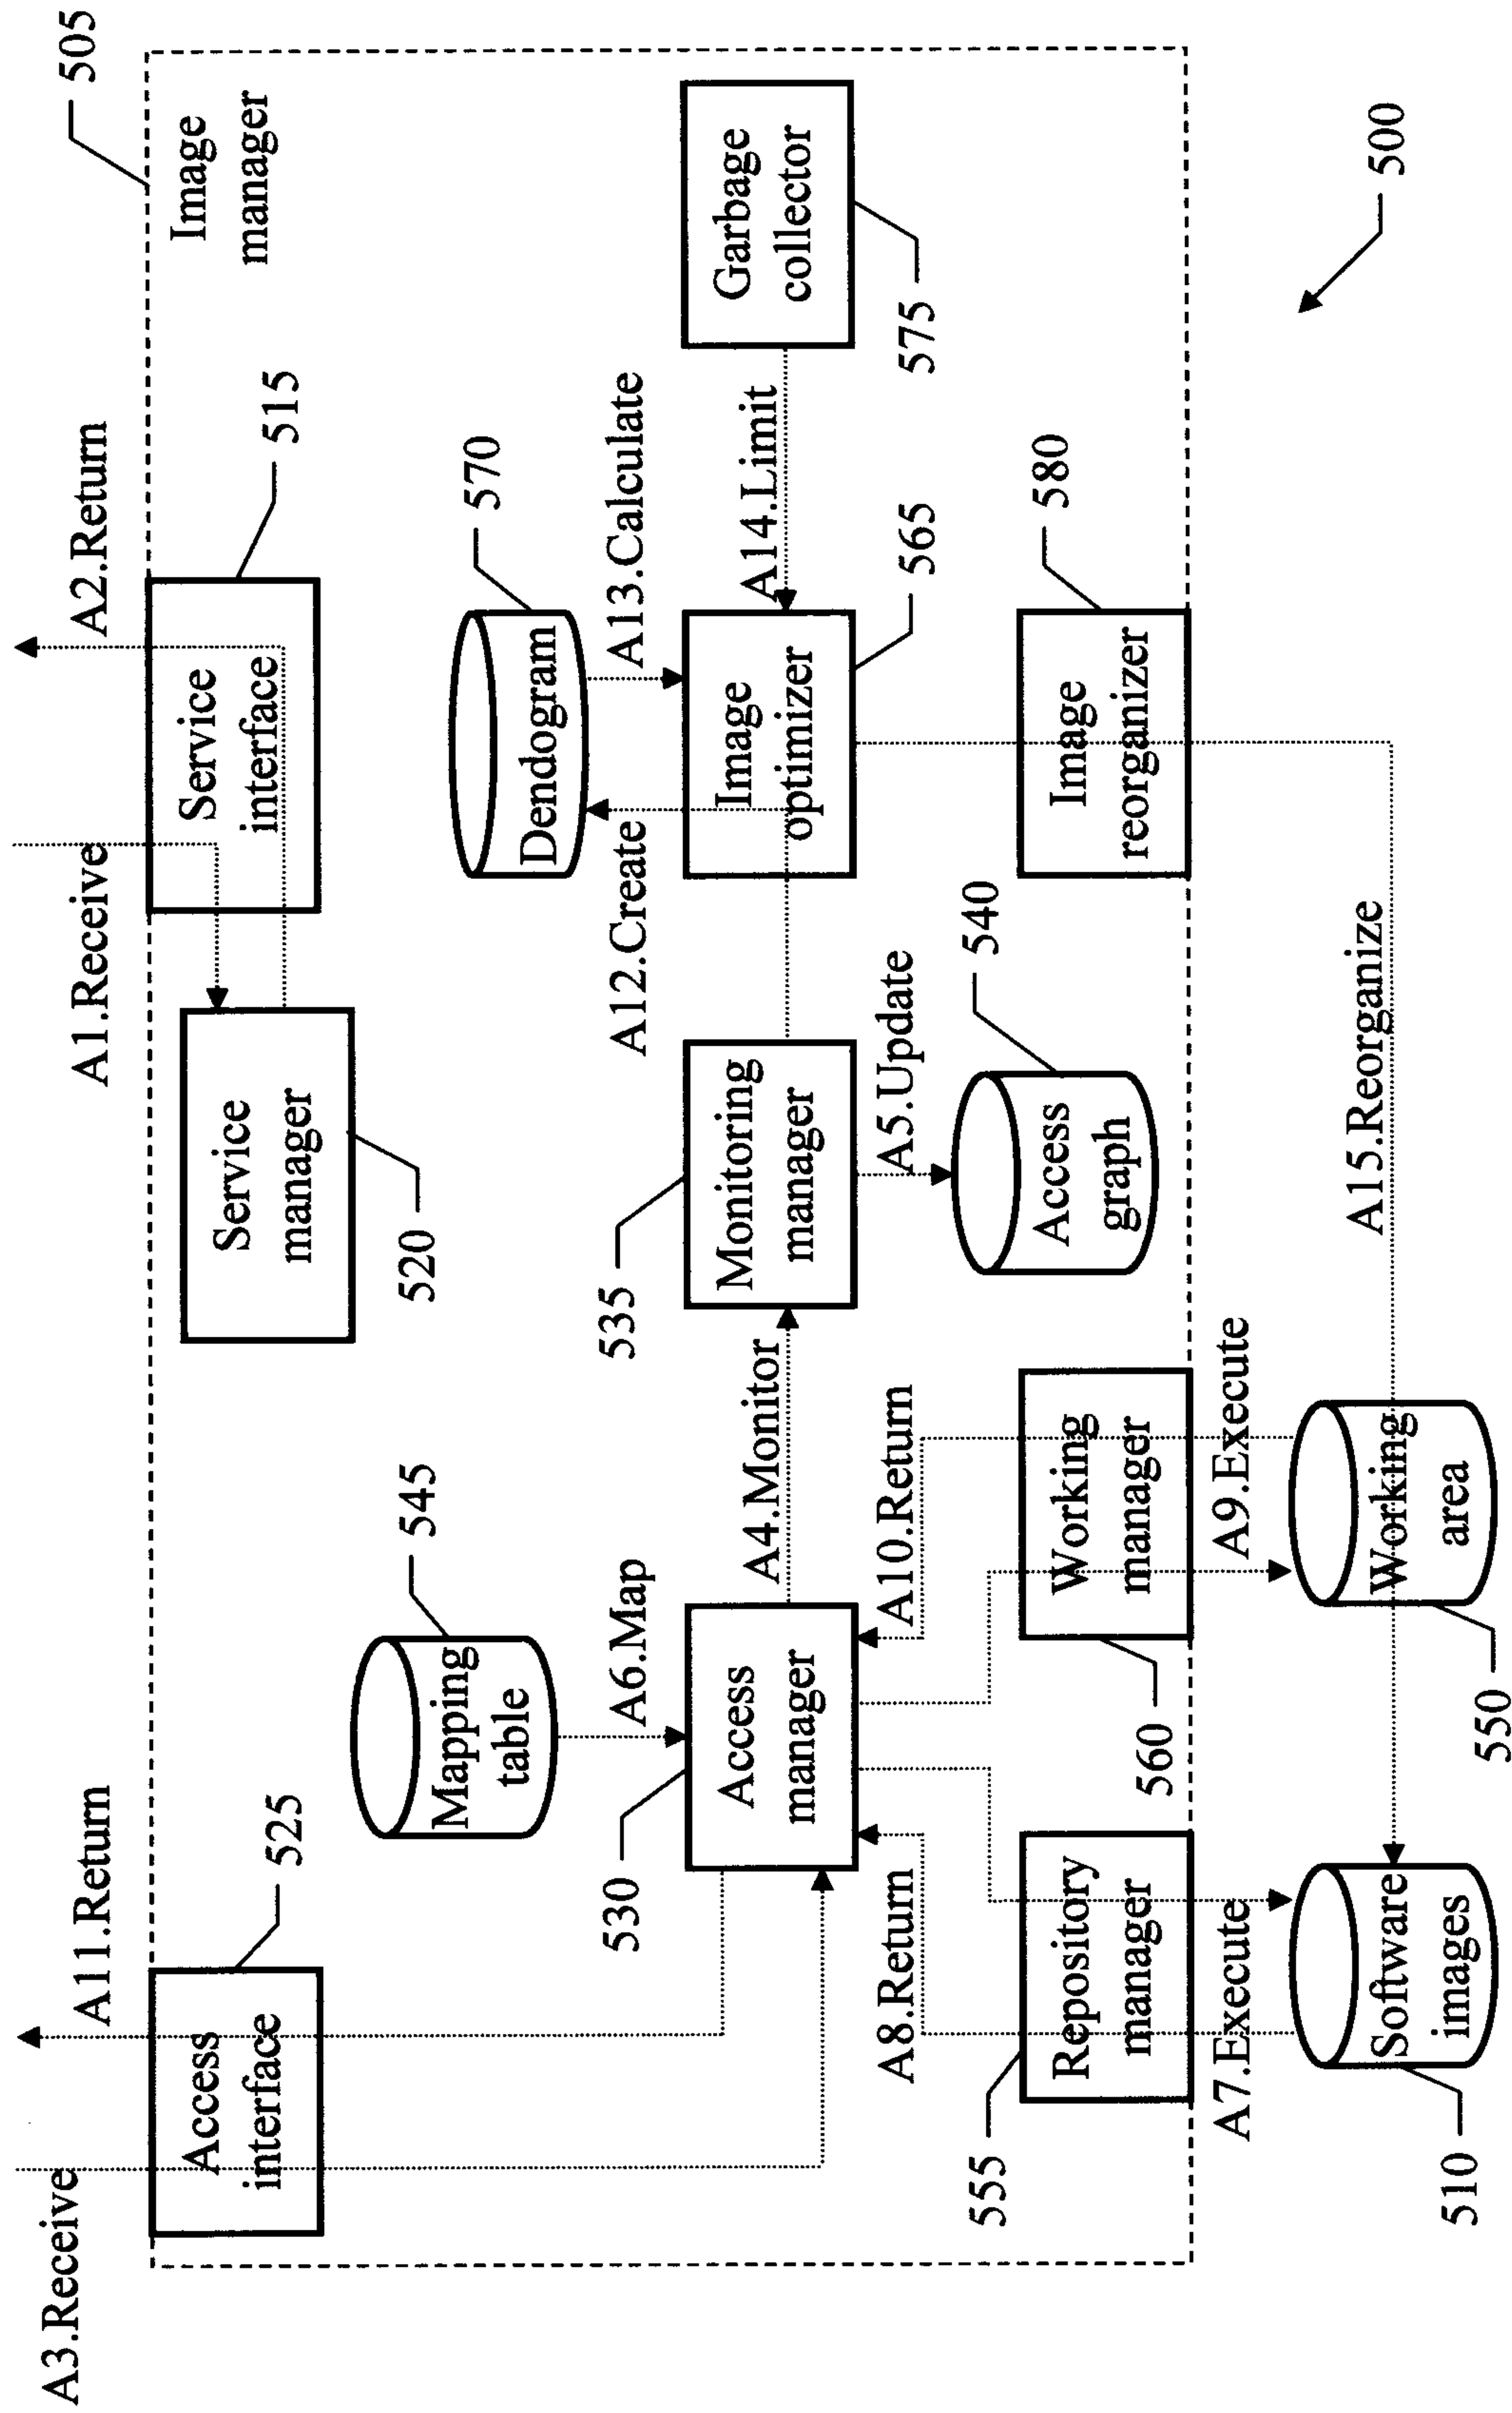 A3.Receive
A11.Return
A1.Receive
A2.Return
505
Access
interface
525
Service
manager
520
Service
interface
515
Image
manager
Mapping
table
545
A6.Map
Dendogram
570
A12.Create
A13.Calculate
530
Access
manager
A4.Monitor
535
Monitoring
manager
Image
optimizer
565
A14.Limit
Garbage
collector
575
A8.Return
A10.Return
A5.Update
Access
graph
540
555
Repository
manager
560
Working
manager
Image
reorganizer
580
A7.Execute
A9.Execute
A15.Reorganize
510
Software
images
550
Working
area
500